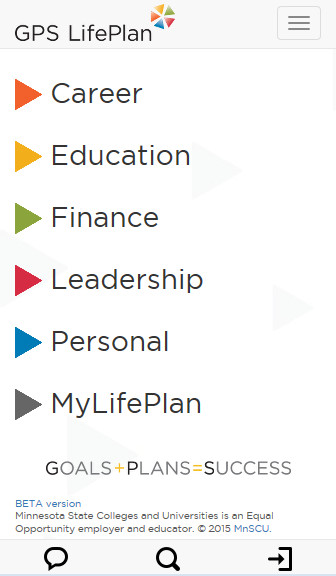 GPS LifePlan
Career
Education
Finance
Leadership
Personal
MyLifePlan
GOALS+PLANS=SUCCESS
BETA version
Minnesota State Colleges and Universities is an Equal
Opportunity employer and educator. © 2015 MnSCU.